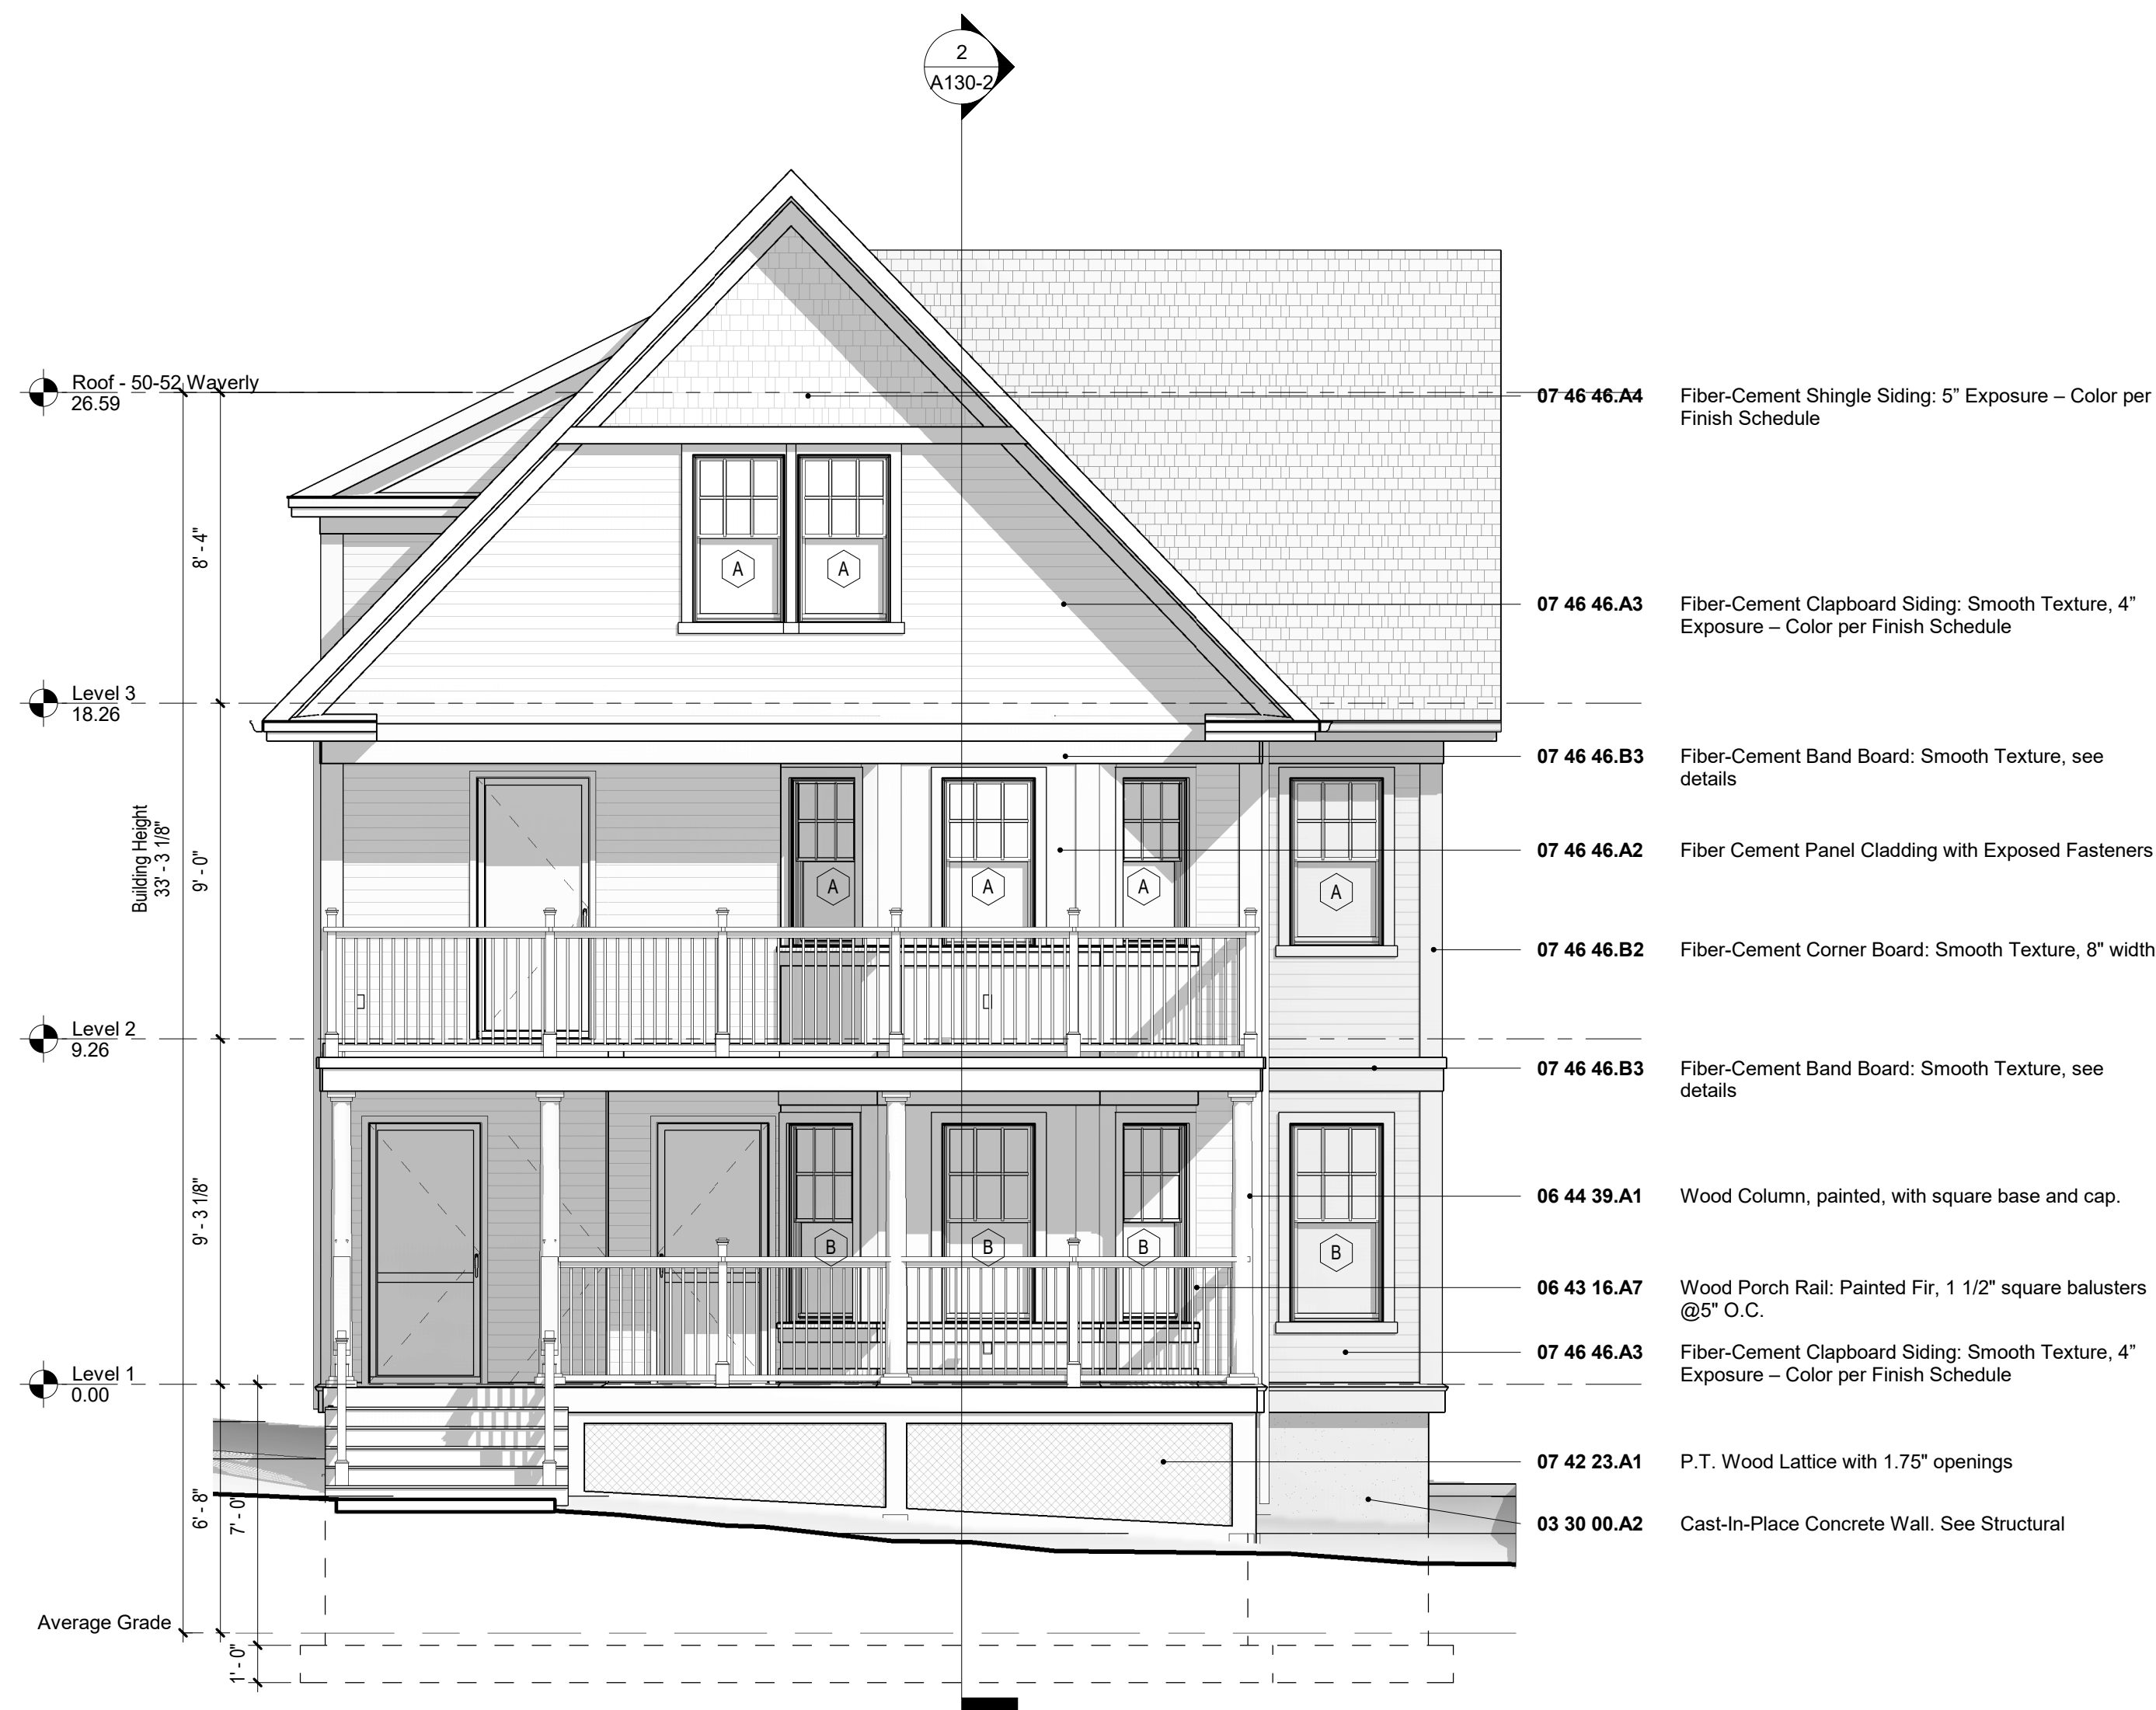 2
A130-2
Roof - 50-52 Waverly
26.59
8' - 4"
Level 3
18.26
Building Height
33' - 3 1/8"
9' - 0"
Level 2
9.26
9' - 3 1/8"
Level 1
0.00
6' - 8"
7' - 0"
Average Grade
1' - 0"
A
A
A
A
A
A
B
B
B
B
07 46 46.A4 Fiber-Cement Shingle Siding: 5” Exposure – Color per
Finish Schedule
07 46 46.A3 Fiber-Cement Clapboard Siding: Smooth Texture, 4”
Exposure – Color per Finish Schedule
07 46 46.B3 Fiber-Cement Band Board: Smooth Texture, see
details
07 46 46.A2 Fiber Cement Panel Cladding with Exposed Fasteners
07 46 46.B2 Fiber-Cement Corner Board: Smooth Texture, 8" width
07 46 46.B3 Fiber-Cement Band Board: Smooth Texture, see
details
06 44 39.A1 Wood Column, painted, with square base and cap.
06 43 16.A7 Wood Porch Rail: Painted Fir, 1 1/2" square balusters
@5" O.C.
07 46 46.A3 Fiber-Cement Clapboard Siding: Smooth Texture, 4”
Exposure – Color per Finish Schedule
07 42 23.A1 P.T. Wood Lattice with 1.75" openings
03 30 00.A2 Cast-In-Place Concrete Wall. See Structural